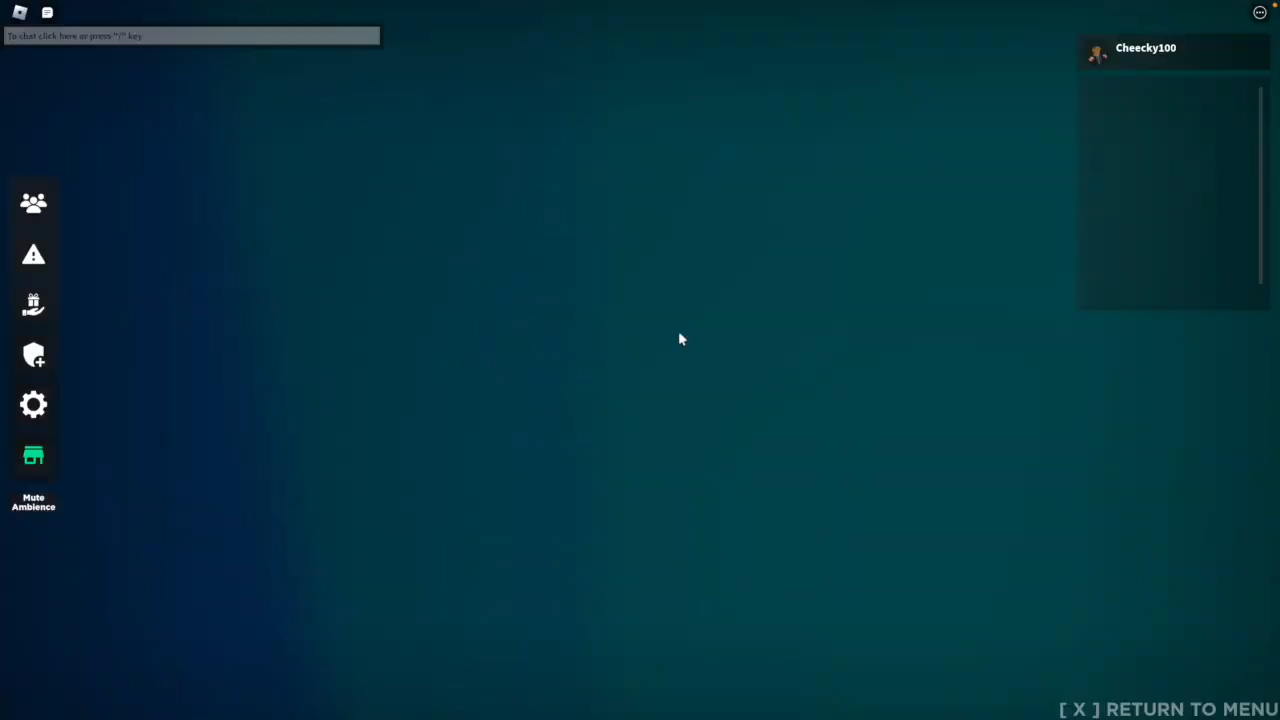 To chat click here or press "/" key
Cheecky100
Mute
Ambience
[ X ] RETURN TO MENU